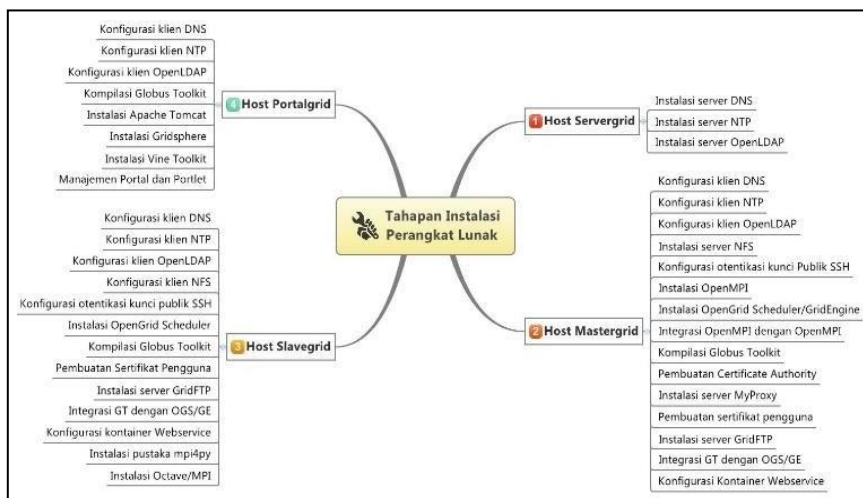 Tahapan Instalasi
Perangkat Lunak
1 Host Servergrid
Instalasi server DNS
Instalasi server NTP
Instalasi server OpenLDAP
2 Host Mastergrid
Konfigurasi klien DNS
Konfigurasi klien NTP
Konfigurasi klien OpenLDAP
Instalasi server NFS
Konfigurasi otentikasi kunci Publik SSH
Instalasi OpenMPI
Instalasi OpenGrid Scheduler/GridEngine
Integrasi OpenMPI dengan OpenMPI
Kompilasi Globus Toolkit
Pembuatan Certificate Authority
Instalasi server MyProxy
Pembuatan sertifikat pengguna
Instalasi server GridFTP
Integrasi GT dengan OGS/GE
Konfigurasi Kontainer Webservice
3 Host Slavegrid
Konfigurasi klien DNS
Konfigurasi klien NTP
Konfigurasi klien OpenLDAP
Konfigurasi klien NFS
Konfigurasi otentikasi kunci publik SSH
Instalasi OpenGrid Scheduler
Kompilasi Globus Toolkit
Pembuatan Sertifikat Pengguna
Instalasi server GridFTP
Integrasi GT dengan OGS/GE
Konfigurasi kontainer Webservice
Instalasi pustaka mpi4py
Instalasi Octave/MPI
4 Host Portalgrid
Konfigurasi klien DNS
Konfigurasi klien NTP
Konfigurasi klien OpenLDAP
Kompilasi Globus Toolkit
Instalasi Apache Tomcat
Instalasi Gridsphere
Instalasi Vine Toolkit
Manajemen Portal dan Portlet